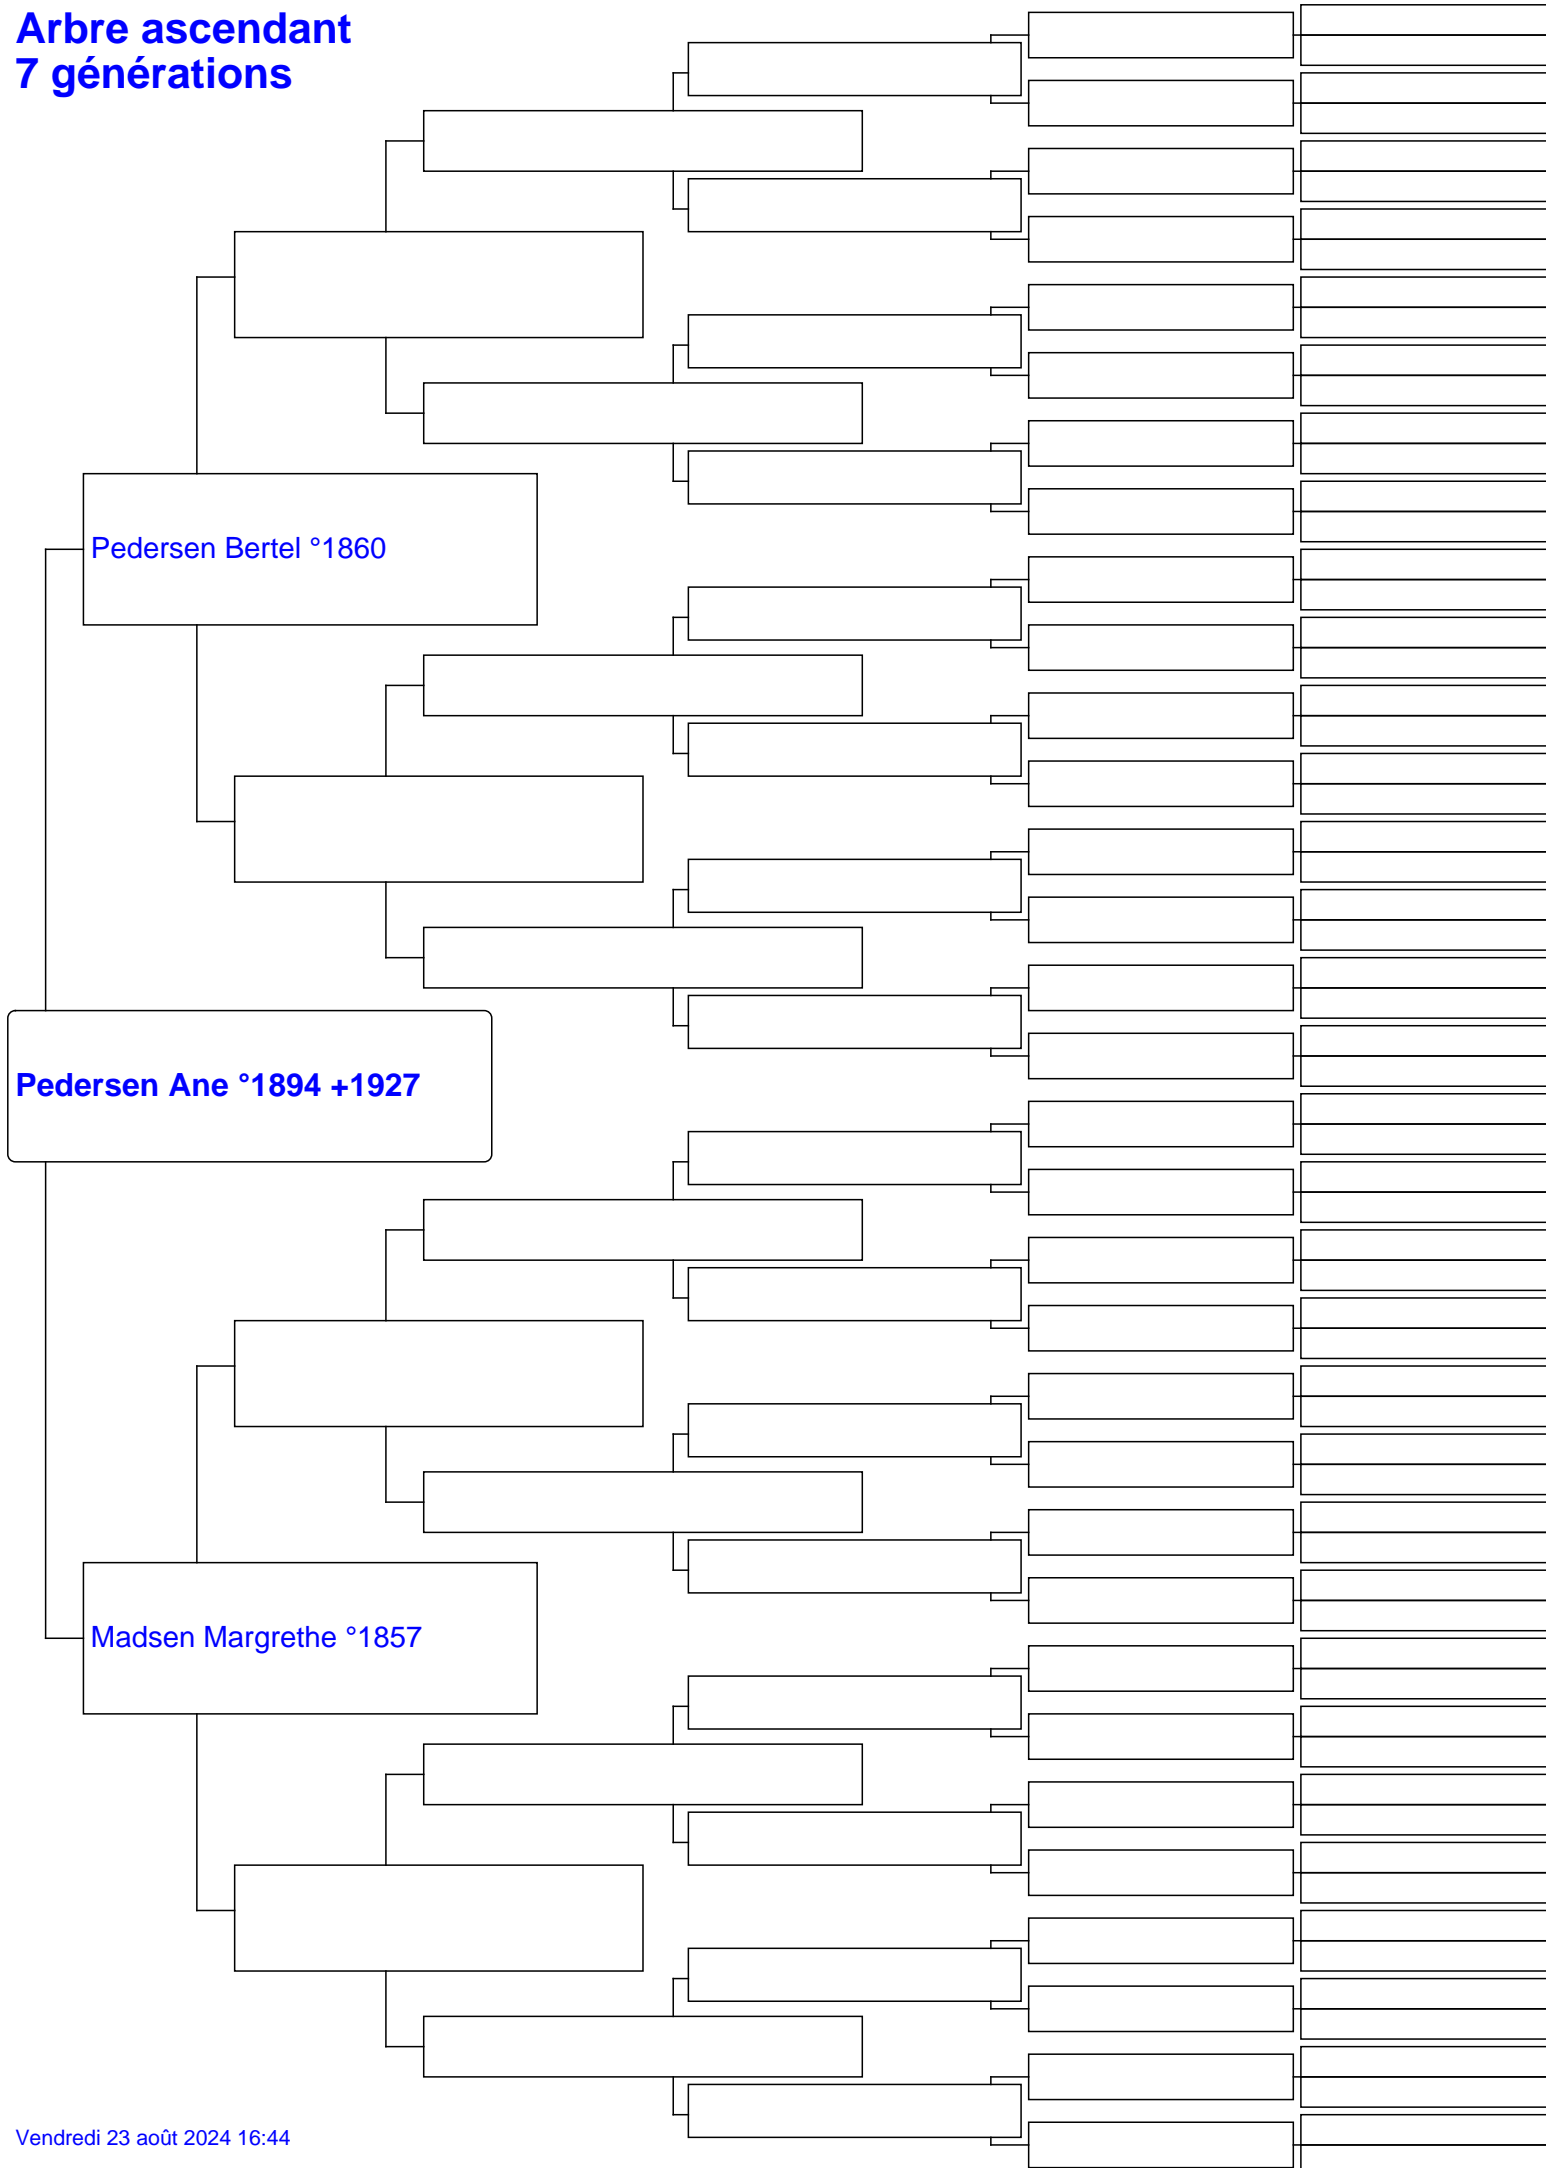 Arbre ascendant
7 générations
Pedersen Bertel °1860
Pedersen Ane °1894 +1927
Madsen Margrethe °1857
Vendredi 23 août 2024 16:44